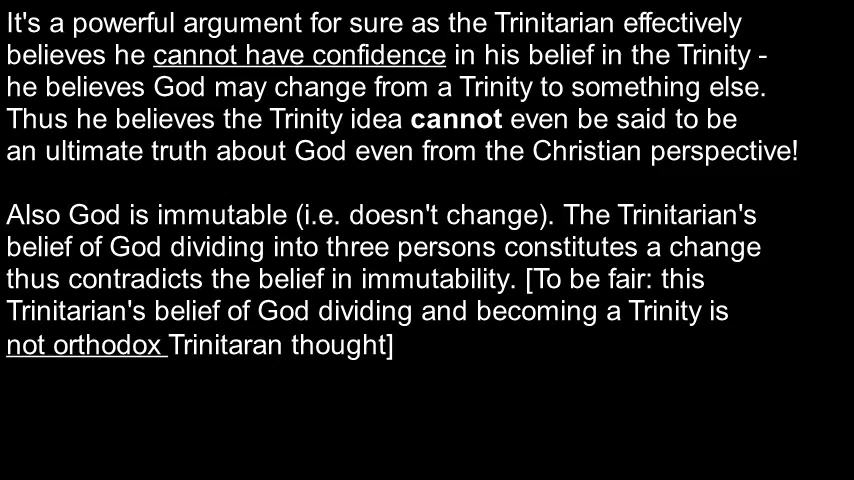 It's a powerful argument for sure as the Trinitarian effectively
believes he cannot have confidence in his belief in the Trinity -
he believes God may change from a Trinity to something else.
Thus he believes the Trinity idea cannot even be said to be
an ultimate truth about God even from the Christian perspective!
Also God is immutable (i.e. doesn't change). The Trinitarian's
belief of God dividing into three persons constitutes a change
thus contradicts the belief in immutability. [To be fair: this
Trinitarian's belief of God dividing and becoming a Trinity is
not orthodox Trinitaran thought]